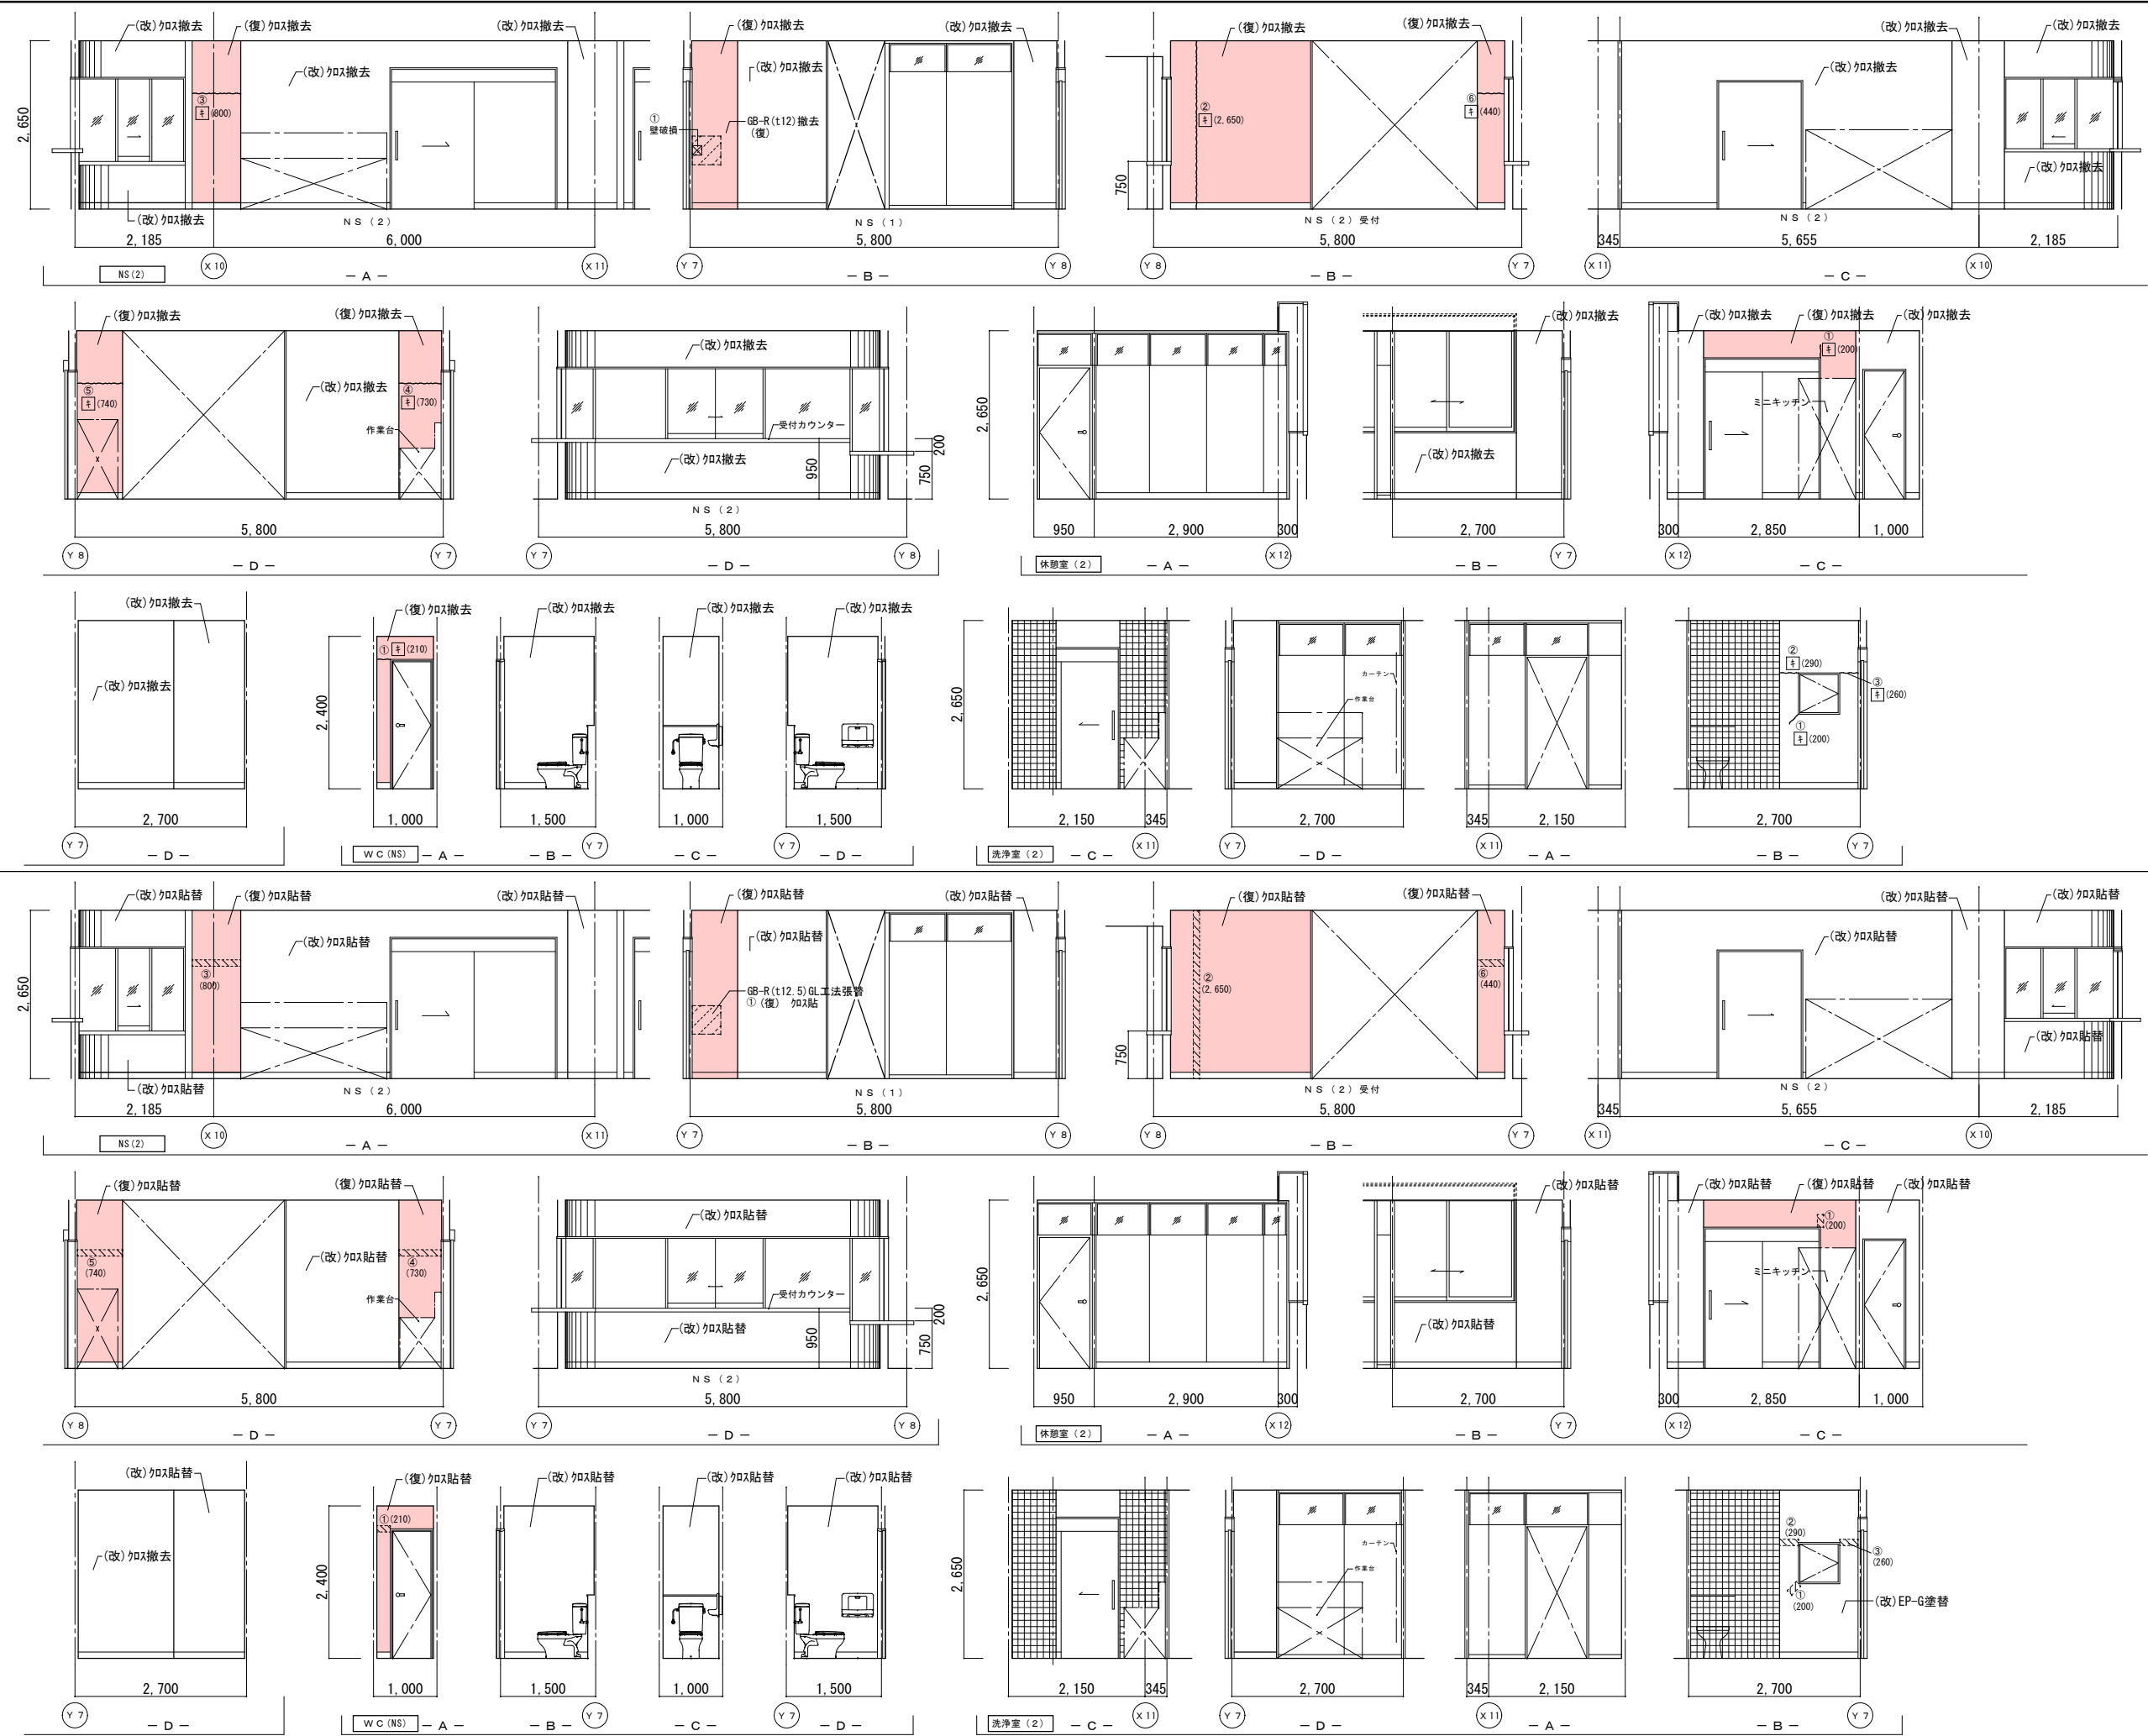 (改)クロス撤去
(復)クロス撤去
(改)クロス撤去
(改)クロス撤去
③
キ (800)
(改)クロス撤去
2,650
NS(2)
2,185
6,000
X10
X11
NS(2)
－A－
(復)クロス撤去
(改)クロス撤去
(改)クロス撤去
①
壁破損
GB-R(t12)撤去
(復)
NS(1)
5,800
Y7
Y8
－B－
(復)クロス撤去
(復)クロス撤去
②
キ (2,650)
⑥
キ (440)
750
NS(2)受付
5,800
Y8
Y7
－B－
(改)クロス撤去
(改)クロス撤去
(改)クロス撤去
(改)クロス撤去
NS(2)
345
5,655
2,185
X11
X10
－C－
(復)クロス撤去
(復)クロス撤去
(改)クロス撤去
⑤
キ (740)
④
キ (730)
作業台
5,800
Y8
Y7
－D－
(改)クロス撤去
受付カウンター
(改)クロス撤去
950
750
200
NS(2)
5,800
Y7
Y8
－D－
2,650
950
2,900
300
X12
休憩室(2)
－A－
(改)クロス撤去
(改)クロス撤去
2,700
Y7
－B－
(改)クロス撤去
(復)クロス撤去
(改)クロス撤去
①
キ (200)
ミニキッチン
300
2,850
1,000
X12
－C－
(改)クロス撤去
(改)クロス撤去
2,700
Y7
－D－
(復)クロス撤去
① キ (210)
2,400
1,000
WC(NS)
－A－
(改)クロス撤去
1,500
Y7
－B－
(改)クロス撤去
1,000
－C－
(改)クロス撤去
1,500
Y7
－D－
2,650
2,150
345
X11
洗浄室(2)
－C－
カーテン
作業台
2,700
Y7
－D－
345
2,150
X11
－A－
②
キ (290)
③
キ (260)
①
キ (200)
2,700
Y7
－B－
(改)クロス貼替
(復)クロス貼替
(改)クロス貼替
(改)クロス貼替
③
(800)
(改)クロス貼替
2,650
NS(2)
2,185
6,000
X10
X11
NS(2)
－A－
(復)クロス貼替
(改)クロス貼替
(改)クロス貼替
GB-R(t12.5)GL工法張替
①(復) クロス貼
NS(1)
5,800
Y7
Y8
－B－
(復)クロス貼替
(復)クロス貼替
②
(2,650)
⑥
(440)
750
NS(2)受付
5,800
Y8
Y7
－B－
(改)クロス貼替
(改)クロス貼替
(改)クロス貼替
(改)クロス貼替
NS(2)
345
5,655
2,185
X11
X10
－C－
(復)クロス貼替
(復)クロス貼替
(改)クロス貼替
⑤
(740)
④
(730)
作業台
5,800
Y8
Y7
－D－
(改)クロス貼替
受付カウンター
(改)クロス貼替
950
750
200
NS(2)
5,800
Y7
Y8
－D－
2,650
950
2,900
300
X12
休憩室(2)
－A－
(改)クロス貼替
(改)クロス貼替
2,700
Y7
－B－
(改)クロス貼替
(復)クロス貼替
(改)クロス貼替
①
(200)
ミニキッチン
300
2,850
1,000
X12
－C－
(改)クロス貼替
(改)クロス撤去
2,700
Y7
－D－
(復)クロス貼替
①(210)
2,400
1,000
WC(NS)
－A－
(改)クロス貼替
1,500
Y7
－B－
(改)クロス貼替
1,000
－C－
(改)クロス貼替
1,500
Y7
－D－
2,650
2,150
345
X11
洗浄室(2)
－C－
カーテン
作業台
2,700
Y7
－D－
345
2,150
X11
－A－
②
(290)
③
(260)
①
(200)
(改)EP-G塗替
2,700
Y7
－B－